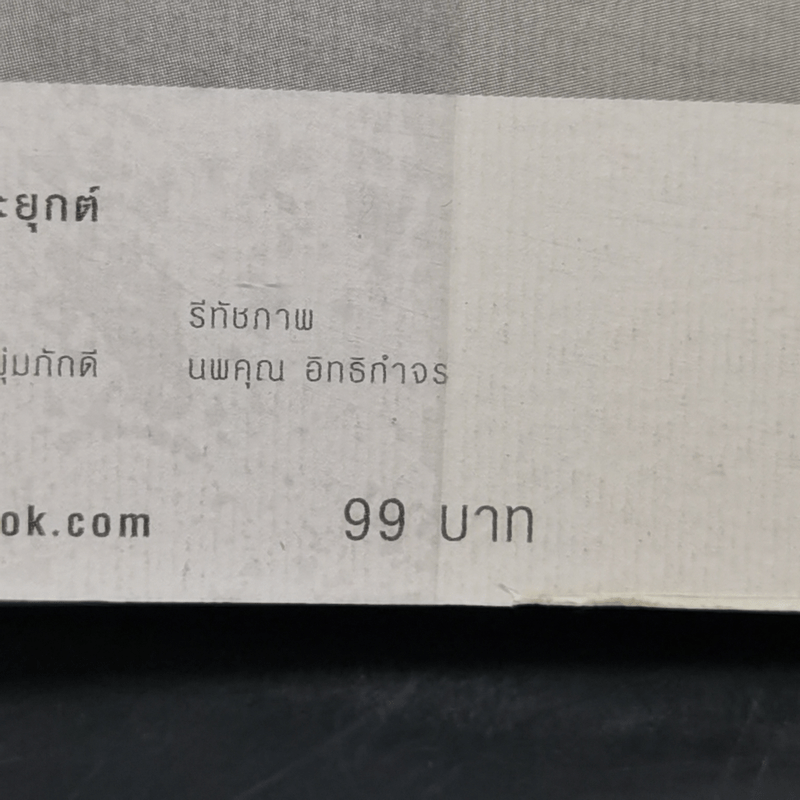 ะยุกต์
รีทัชภาพ
นพคุณ อิทธิกำจร
พุ่มภักดี
ok.com
99 บาท